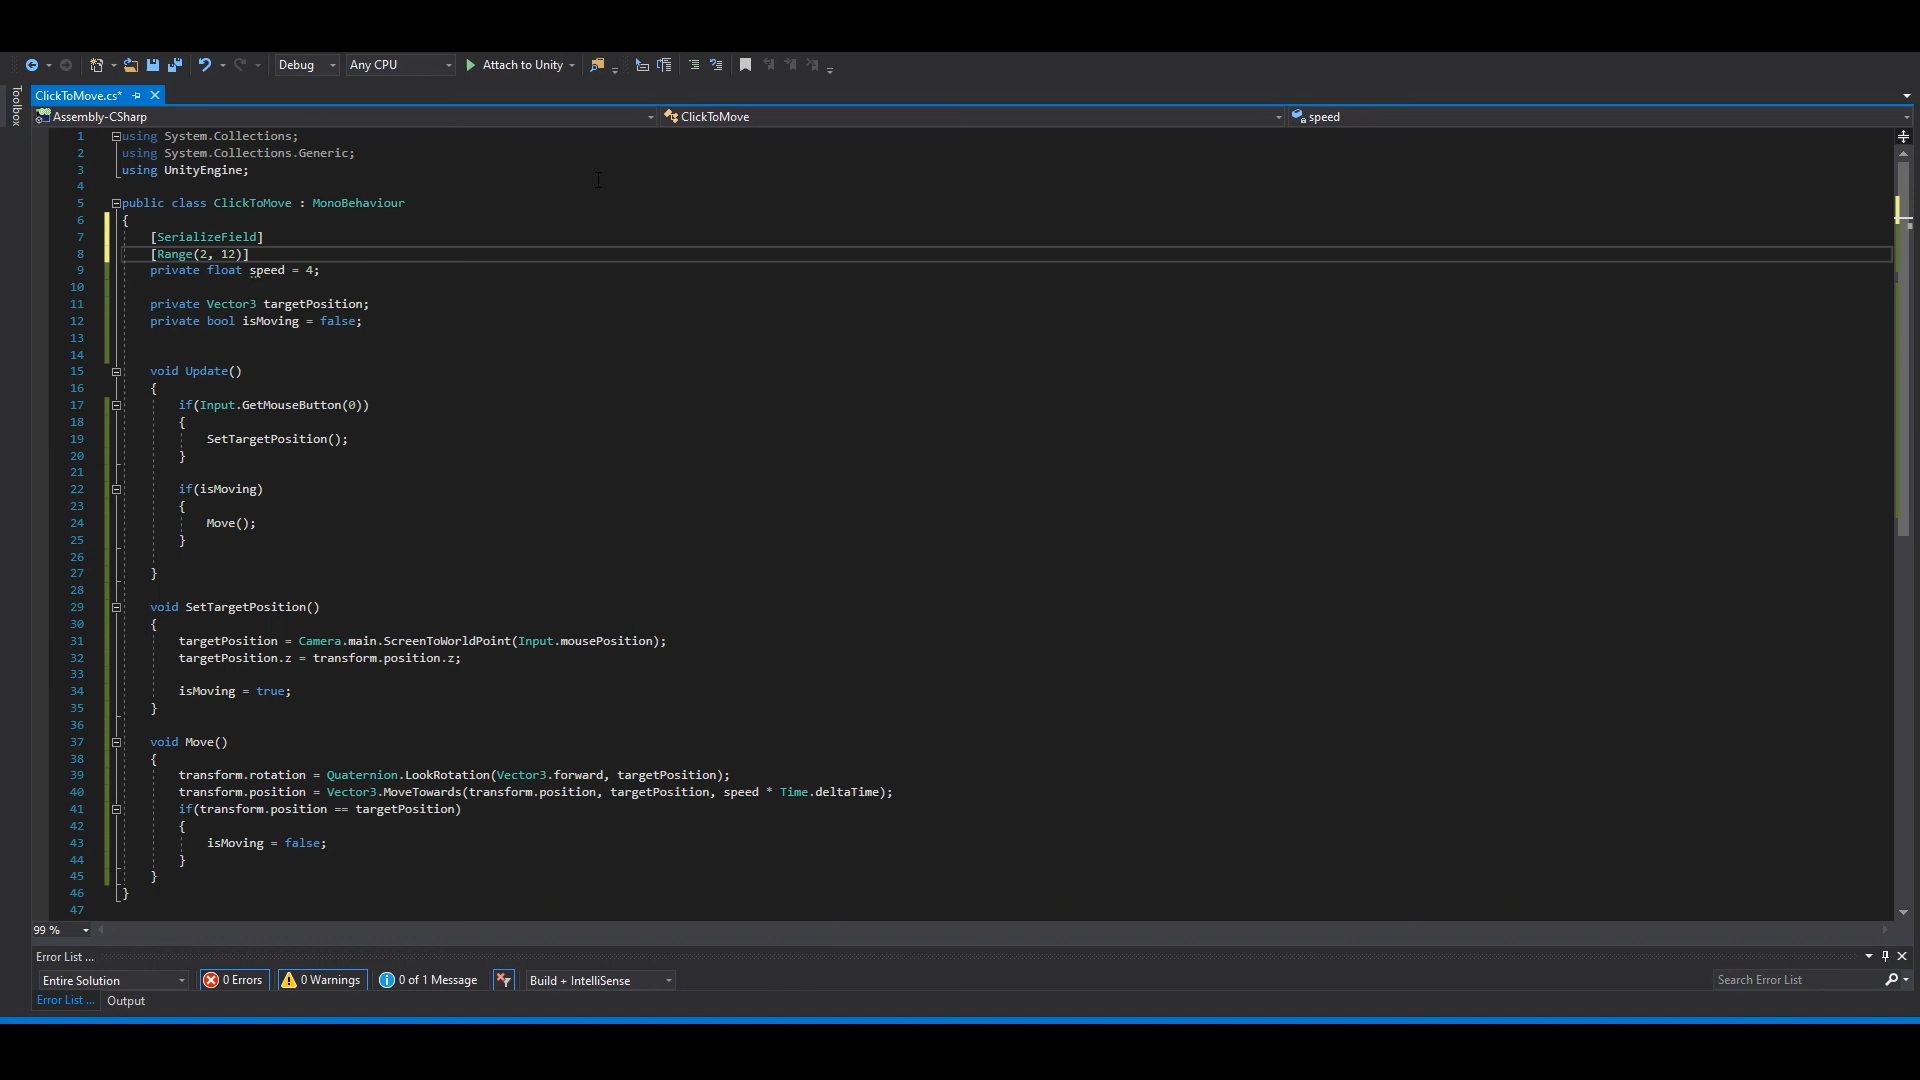 Debug Any CPU Attach to Unity
Toolbox
ClickToMove.cs*
Assembly-CSharp ClickToMove speed
1 using System.Collections;
2 using System.Collections.Generic;
3 using UnityEngine;
4
5 public class ClickToMove : MonoBehaviour
6 {
7 [SerializeField]
8 [Range(2, 12)]
9 private float speed = 4;
10
11 private Vector3 targetPosition;
12 private bool isMoving = false;
13
14
15 void Update()
16 {
17 if(Input.GetMouseButton(0))
18 {
19 SetTargetPosition();
20 }
21
22 if(isMoving)
23 {
24 Move();
25 }
26
27 }
28
29 void SetTargetPosition()
30 {
31 targetPosition = Camera.main.ScreenToWorldPoint(Input.mousePosition);
32 targetPosition.z = transform.position.z;
33
34 isMoving = true;
35 }
36
37 void Move()
38 {
39 transform.rotation = Quaternion.LookRotation(Vector3.forward, targetPosition);
40 transform.position = Vector3.MoveTowards(transform.position, targetPosition, speed * Time.deltaTime);
41 if(transform.position == targetPosition)
42 {
43 isMoving = false;
44 }
45 }
46 }
47
99 %
Error List ...
Entire Solution 0 Errors 0 Warnings 0 of 1 Message Build + IntelliSense Search Error List
Error List ... Output